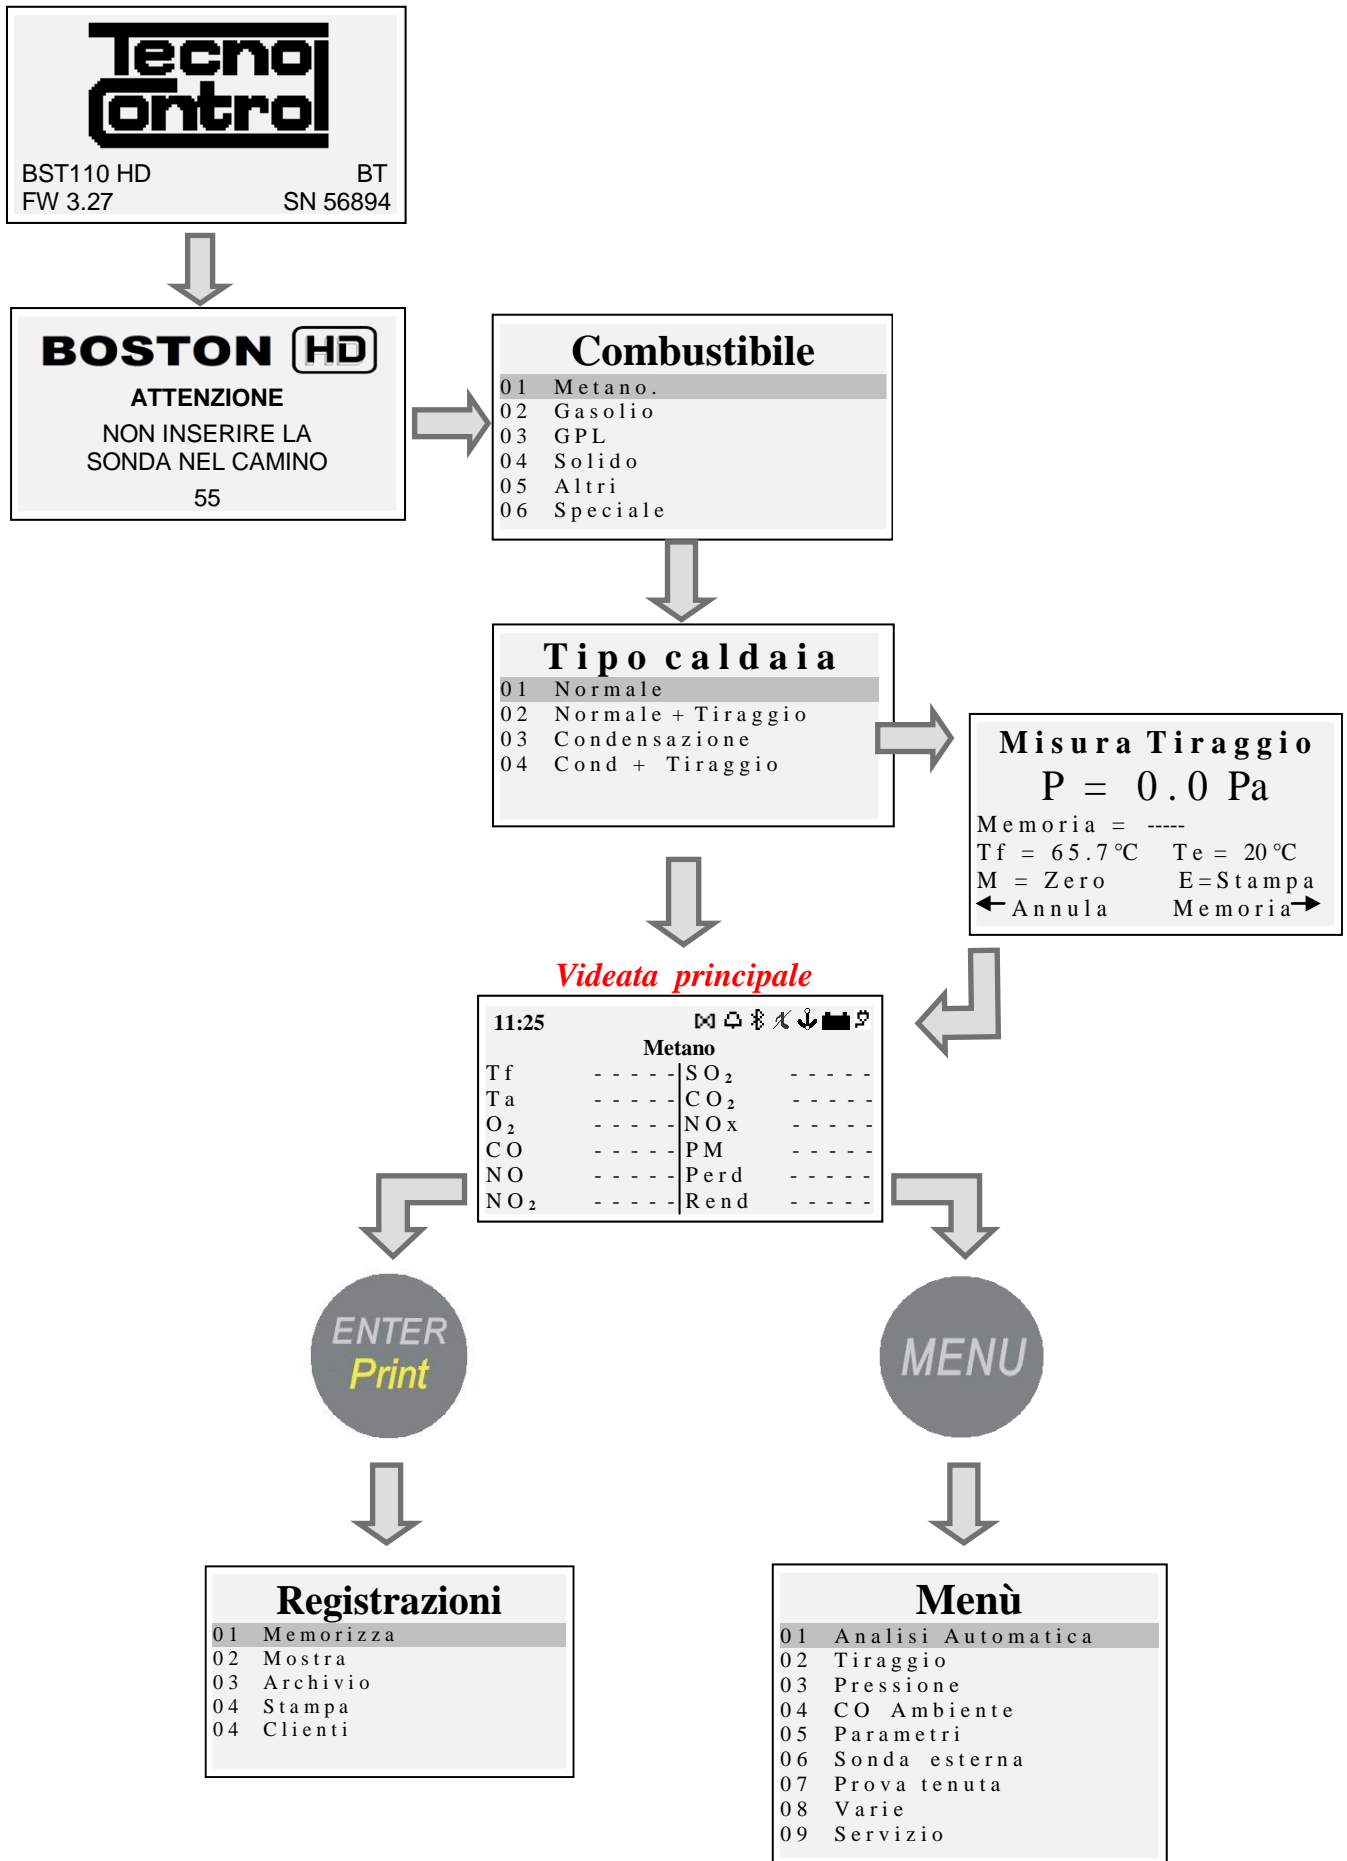 Tecno
Control
BST110 HD BT
FW 3.27 SN 56894
BOSTON HD
ATTENZIONE
NON INSERIRE LA
SONDA NEL CAMINO
55
Combustibile
01 Metano.
02 Gasolio
03 GPL
04 Solido
05 Altri
06 Speciale
Tipo caldaia
01 Normale
02 Normale + Tiraggio
03 Condensazione
04 Cond + Tiraggio
Misura Tiraggio
P = 0.0 Pa
Memoria = -----
Tf = 65.7°C Te = 20°C
M = Zero E=Stampa
← Annula Memoria →
Videata principale
11:25
Metano
Tf - - - - - SO₂ - - - - -
Ta - - - - - CO₂ - - - - -
O₂ - - - - - NOx - - - - -
CO - - - - - PM - - - - -
NO - - - - - Perd - - - - -
NO₂ - - - - - Rend - - - - -
ENTER
Print
MENU
Registrazioni
01 Memorizza
02 Mostra
03 Archivio
04 Stampa
04 Clienti
Menù
01 Analisi Automatica
02 Tiraggio
03 Pressione
04 CO Ambiente
05 Parametri
06 Sonda esterna
07 Prova tenuta
08 Varie
09 Servizio